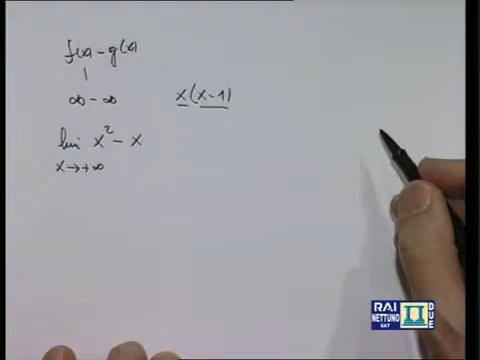 f(x) - g(x)
∞ - ∞
x(x-1)
lim x² - x
x→+∞
RAI
NETTUNO
SAT
DUE